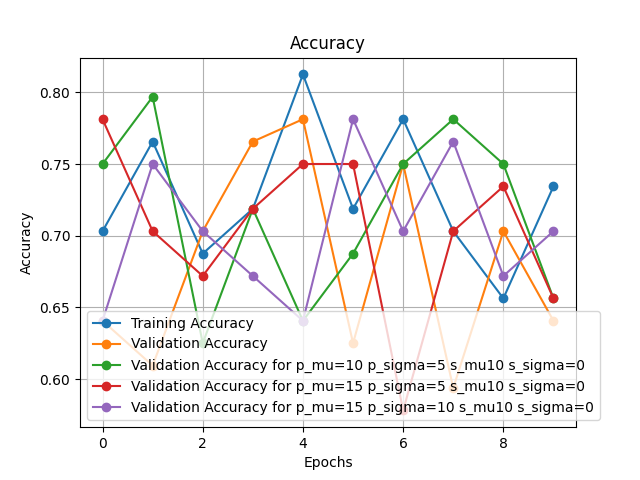 Accuracy
Accuracy
0.80
0.75
0.70
0.65
0.60
Training Accuracy
Validation Accuracy
Validation Accuracy for p_mu=10 p_sigma=5 s_mu10 s_sigma=0
Validation Accuracy for p_mu=15 p_sigma=5 s_mu10 s_sigma=0
Validation Accuracy for p_mu=15 p_sigma=10 s_mu10 s_sigma=0
0 2 4 6 8
Epochs